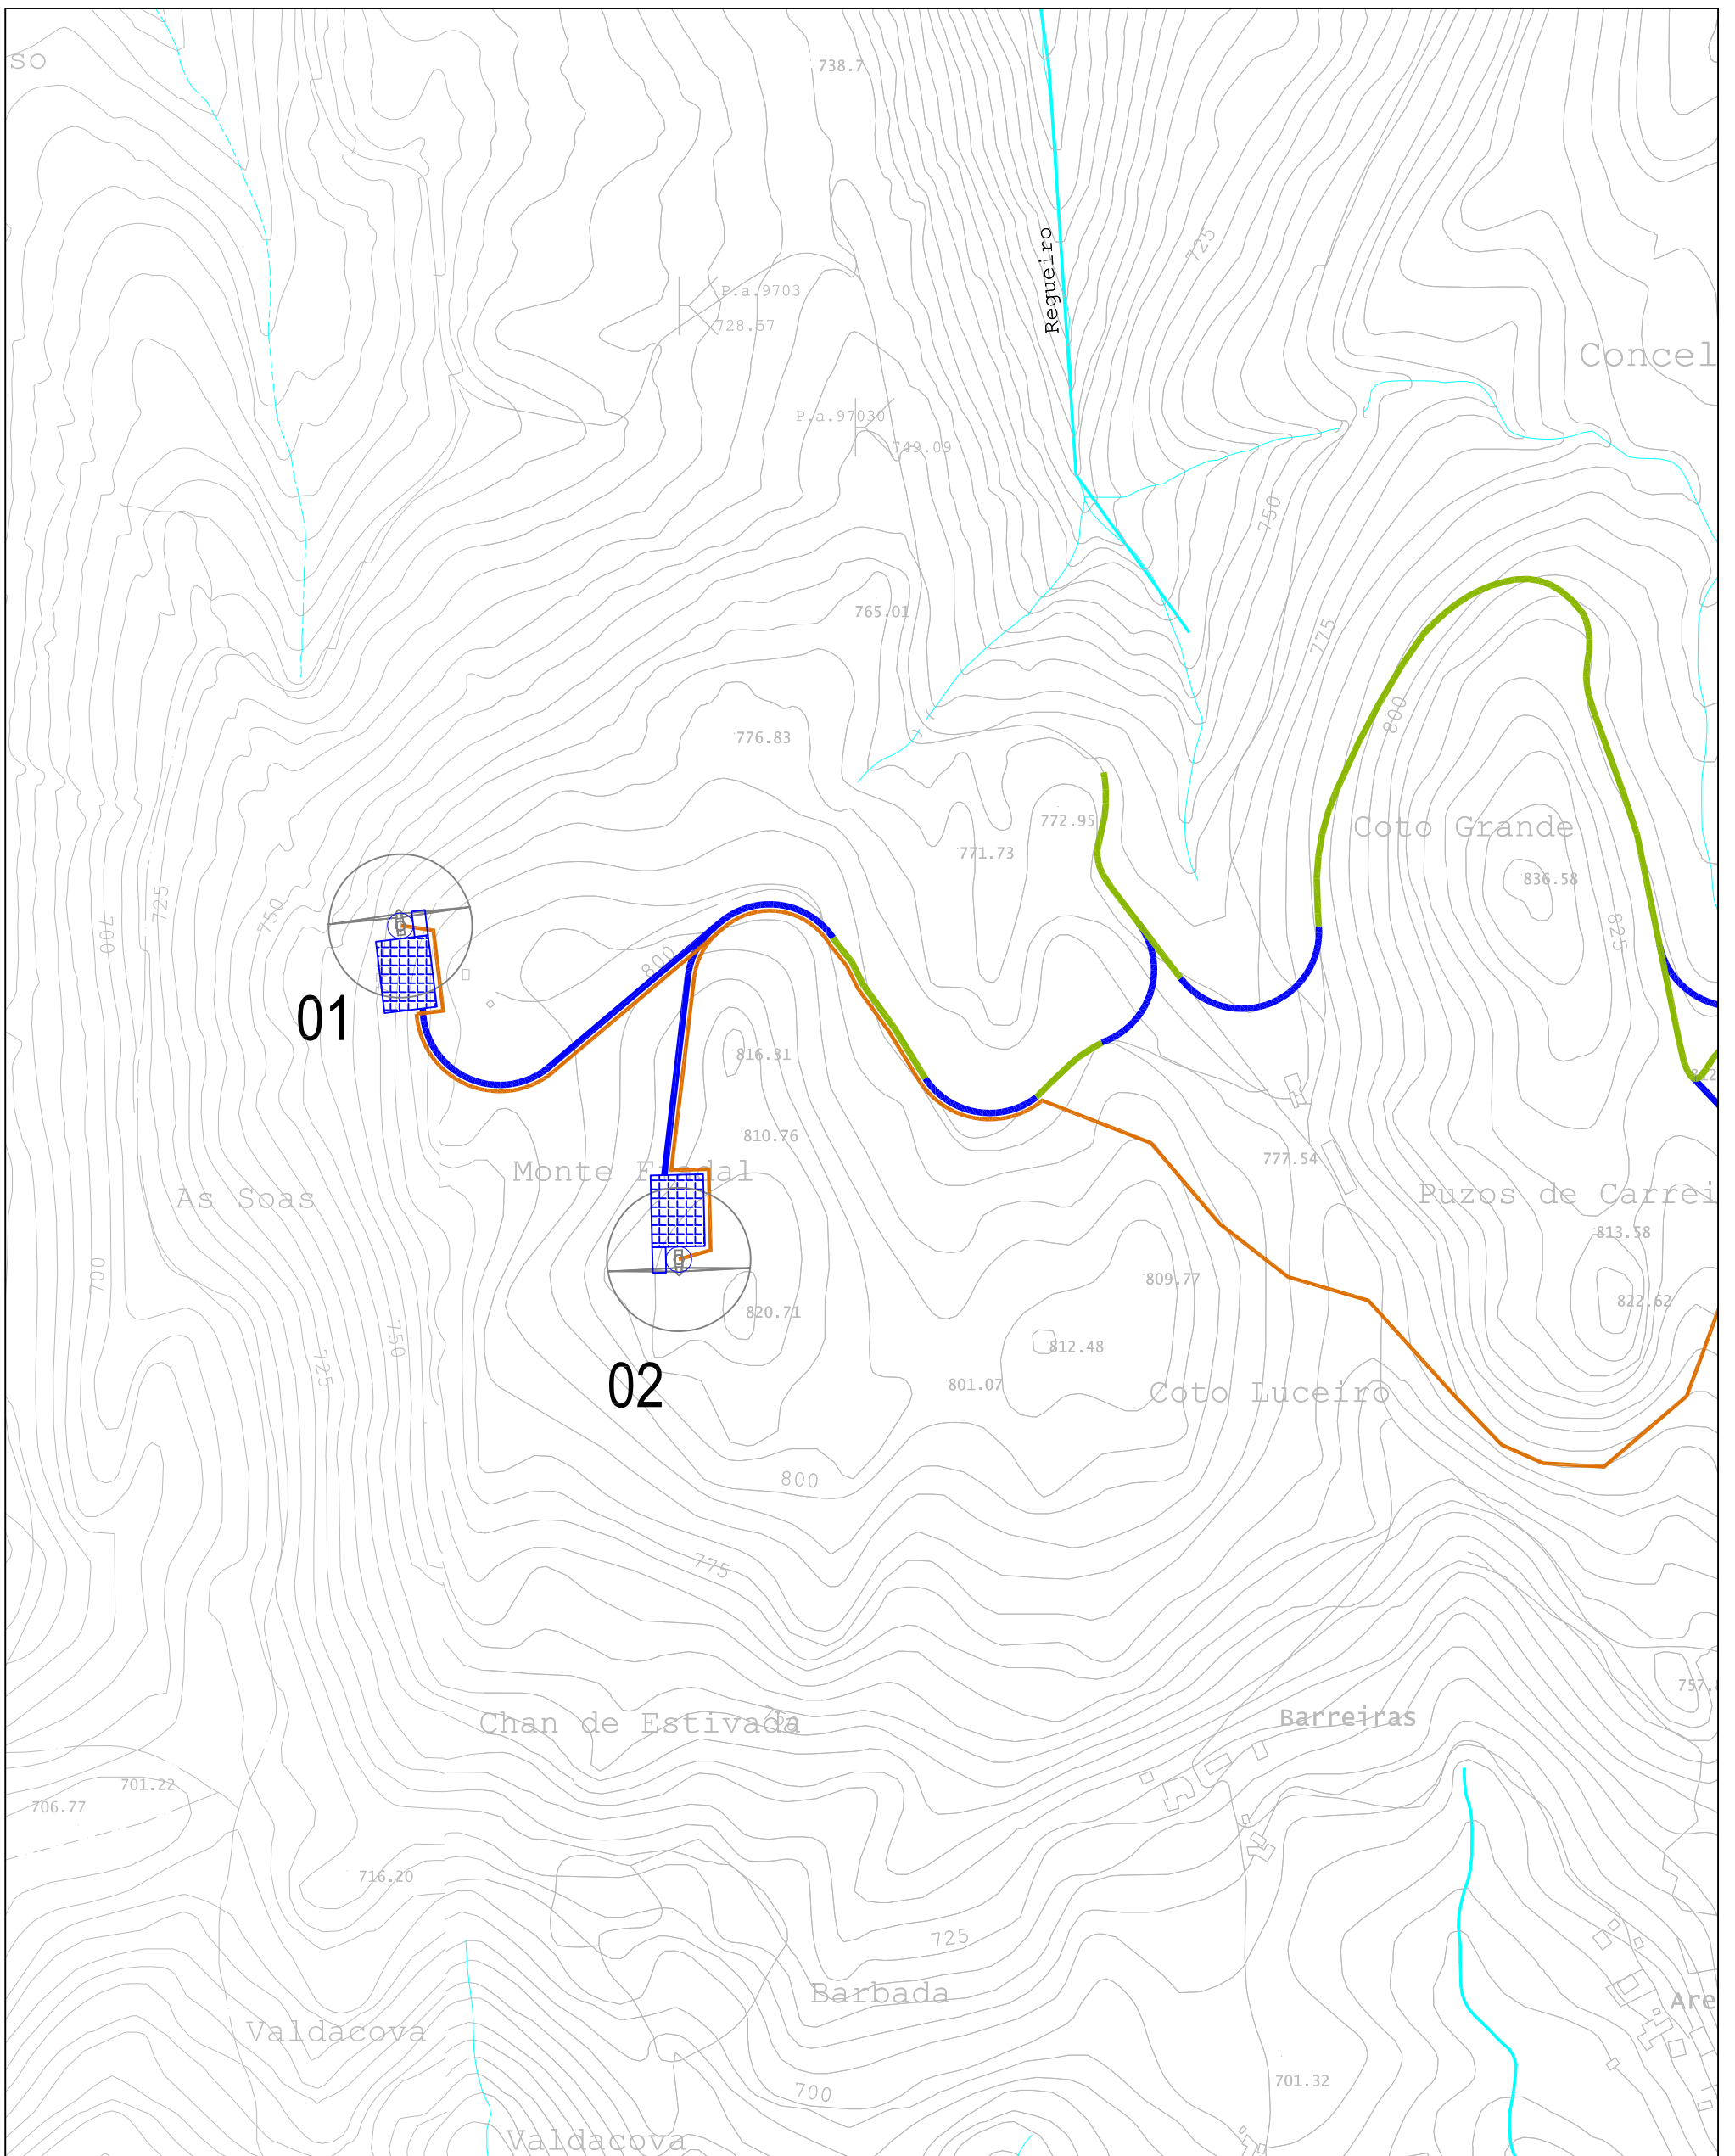 so
738.7
Regueiro
725
P.a.9703
728.57
Concel
P.a.97030
749.09
750
765.01
775
800
776.83
772.95
Coto Grande
771.73
836.58
725
750
700
825
800
01
816.31
810.76
777.54
Monte
As Soas
Puzos de Carrei
813.58
700
809.77
822.62
820.71
750
812.48
725
801.07
02
Coto Luceiro
800
775
757.
Chan de Estivada
Barreiras
701.22
706.77
716.20
725
Barbada
Are
Valdacova
701.32
700
Valdacova